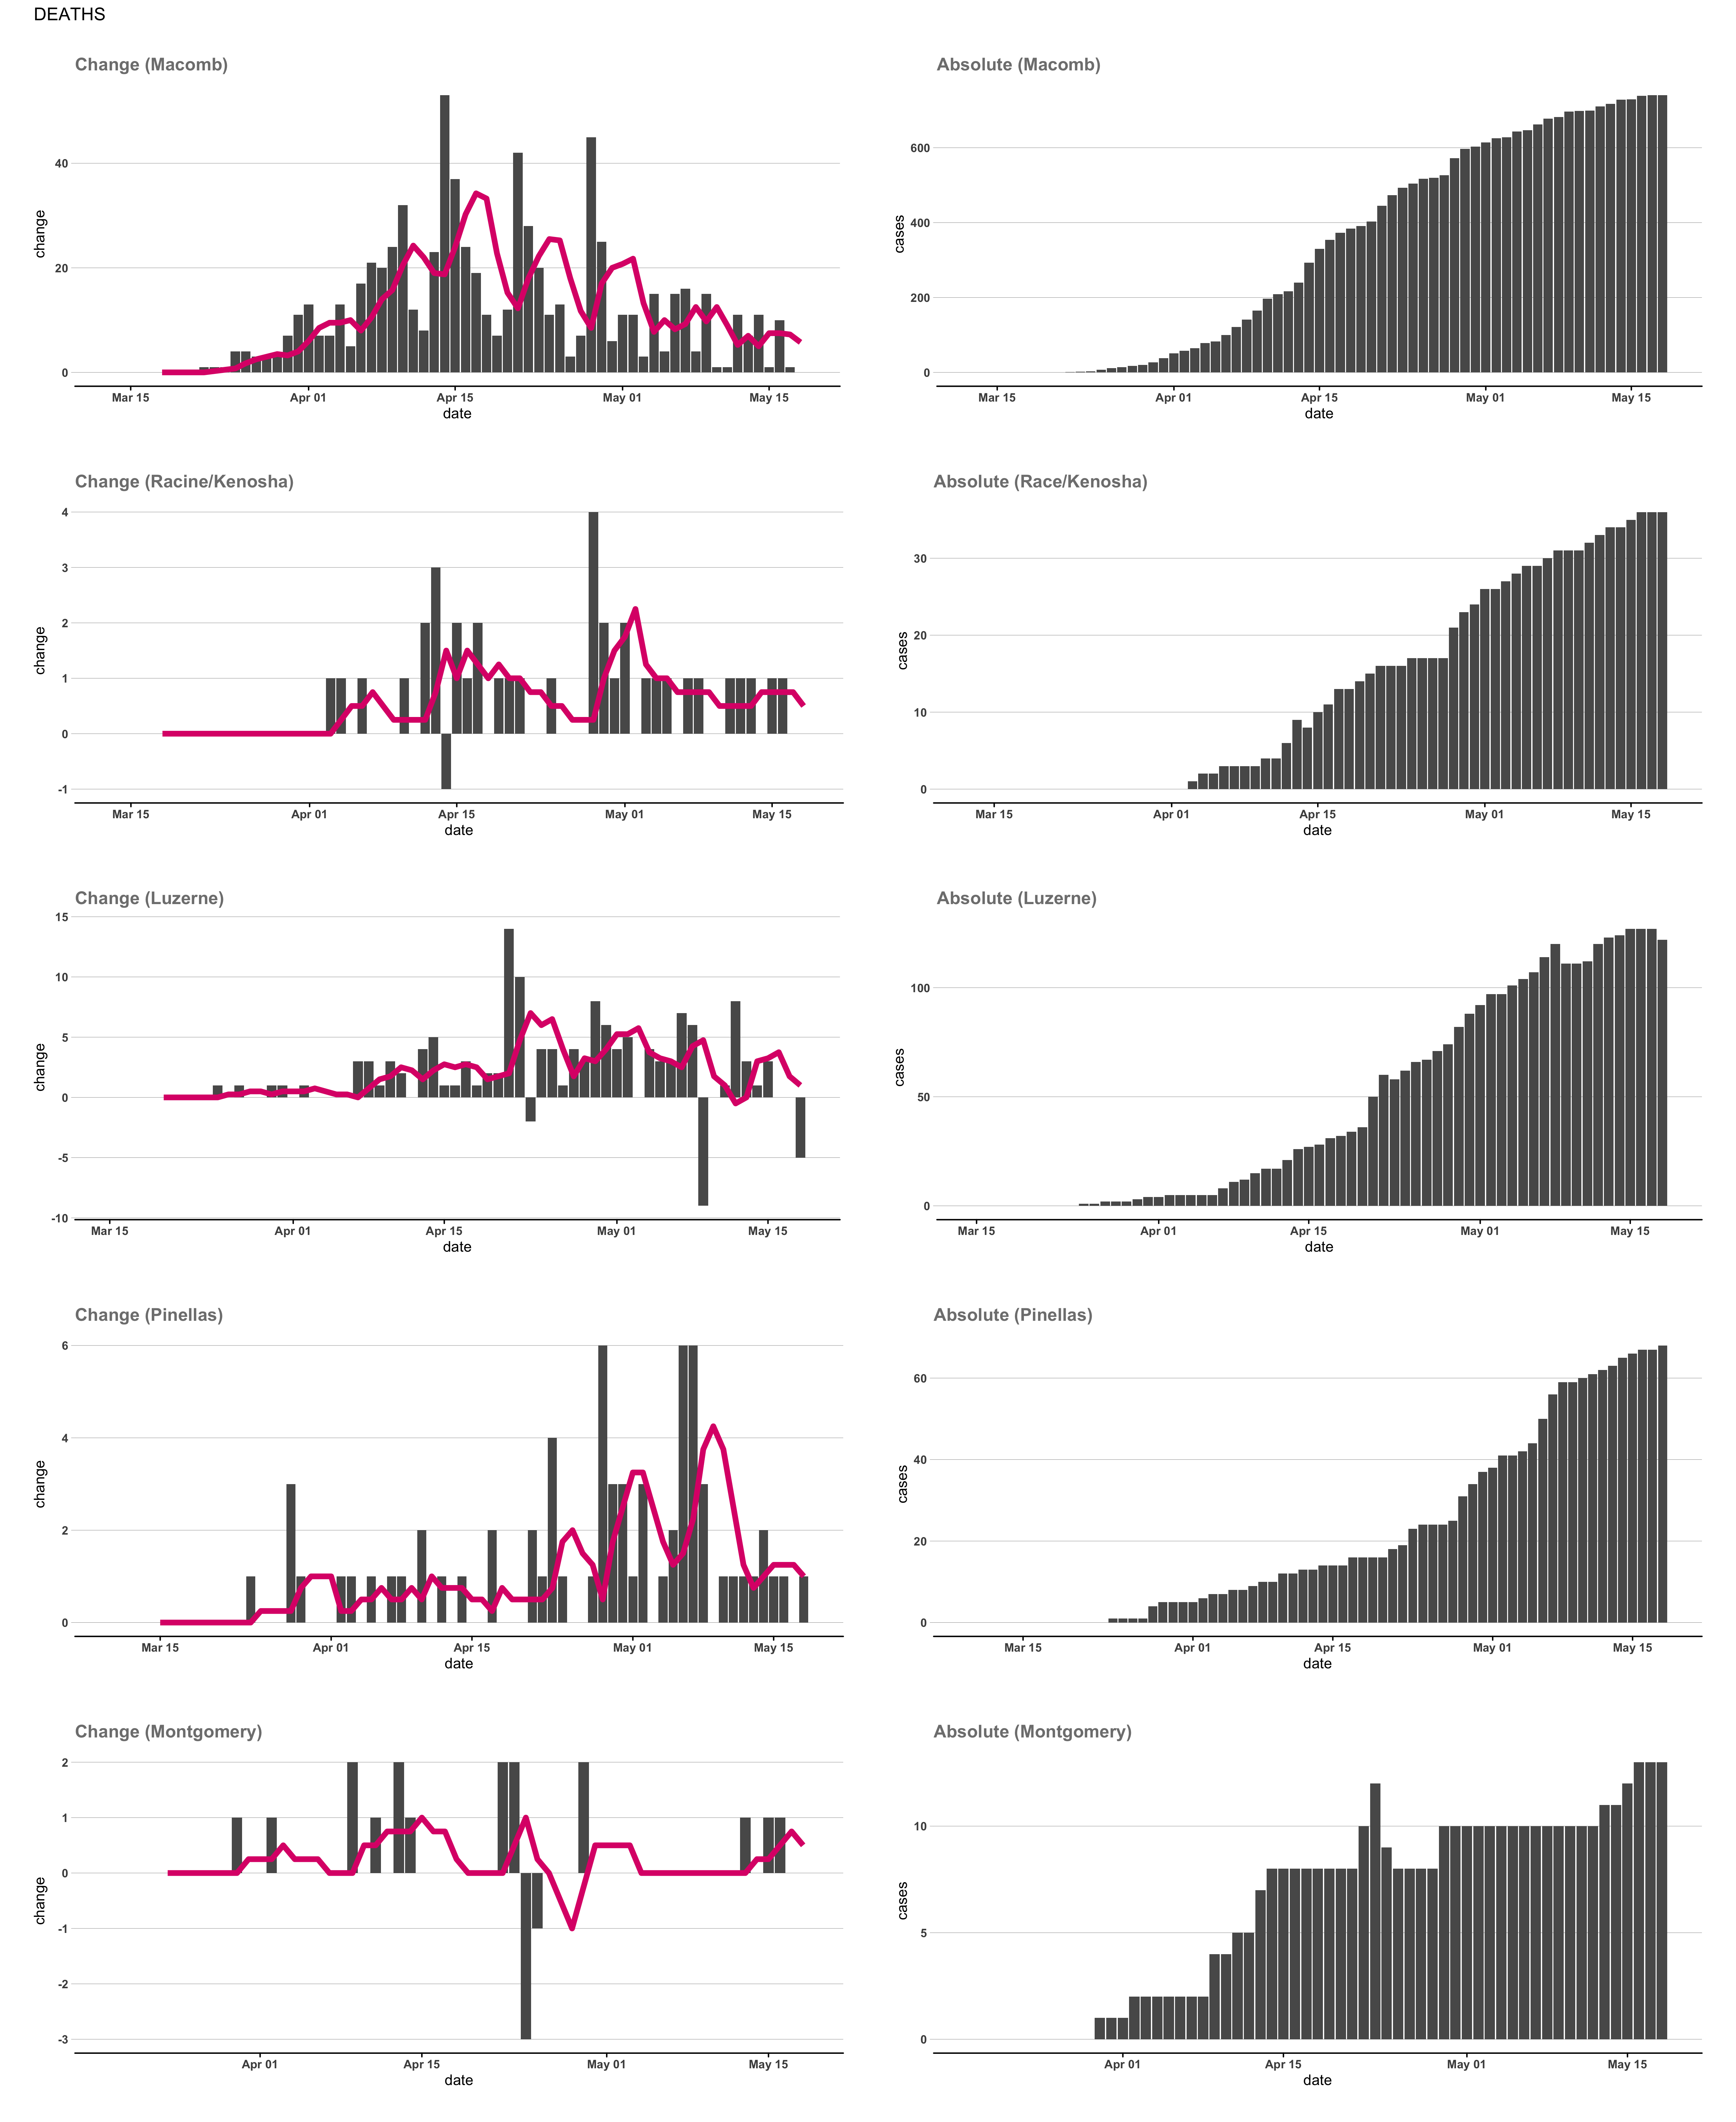 DEATHS
Change (Macomb)
change
40
20
0
Mar 15 Apr 01 Apr 15 May 01 May 15
date
Absolute (Macomb)
cases
600
400
200
0
Mar 15 Apr 01 Apr 15 May 01 May 15
date
Change (Racine/Kenosha)
change
4
3
2
1
0
-1
Mar 15 Apr 01 Apr 15 May 01 May 15
date
Absolute (Race/Kenosha)
cases
30
20
10
0
Mar 15 Apr 01 Apr 15 May 01 May 15
date
Change (Luzerne)
change
15
10
5
0
-5
-10
Mar 15 Apr 01 Apr 15 May 01 May 15
date
Absolute (Luzerne)
cases
100
50
0
Mar 15 Apr 01 Apr 15 May 01 May 15
date
Change (Pinellas)
change
6
4
2
0
Mar 15 Apr 01 Apr 15 May 01 May 15
date
Absolute (Pinellas)
cases
60
40
20
0
Mar 15 Apr 01 Apr 15 May 01 May 15
date
Change (Montgomery)
change
2
1
0
-1
-2
-3
Apr 01 Apr 15 May 01 May 15
date
Absolute (Montgomery)
cases
10
5
0
Apr 01 Apr 15 May 01 May 15
date